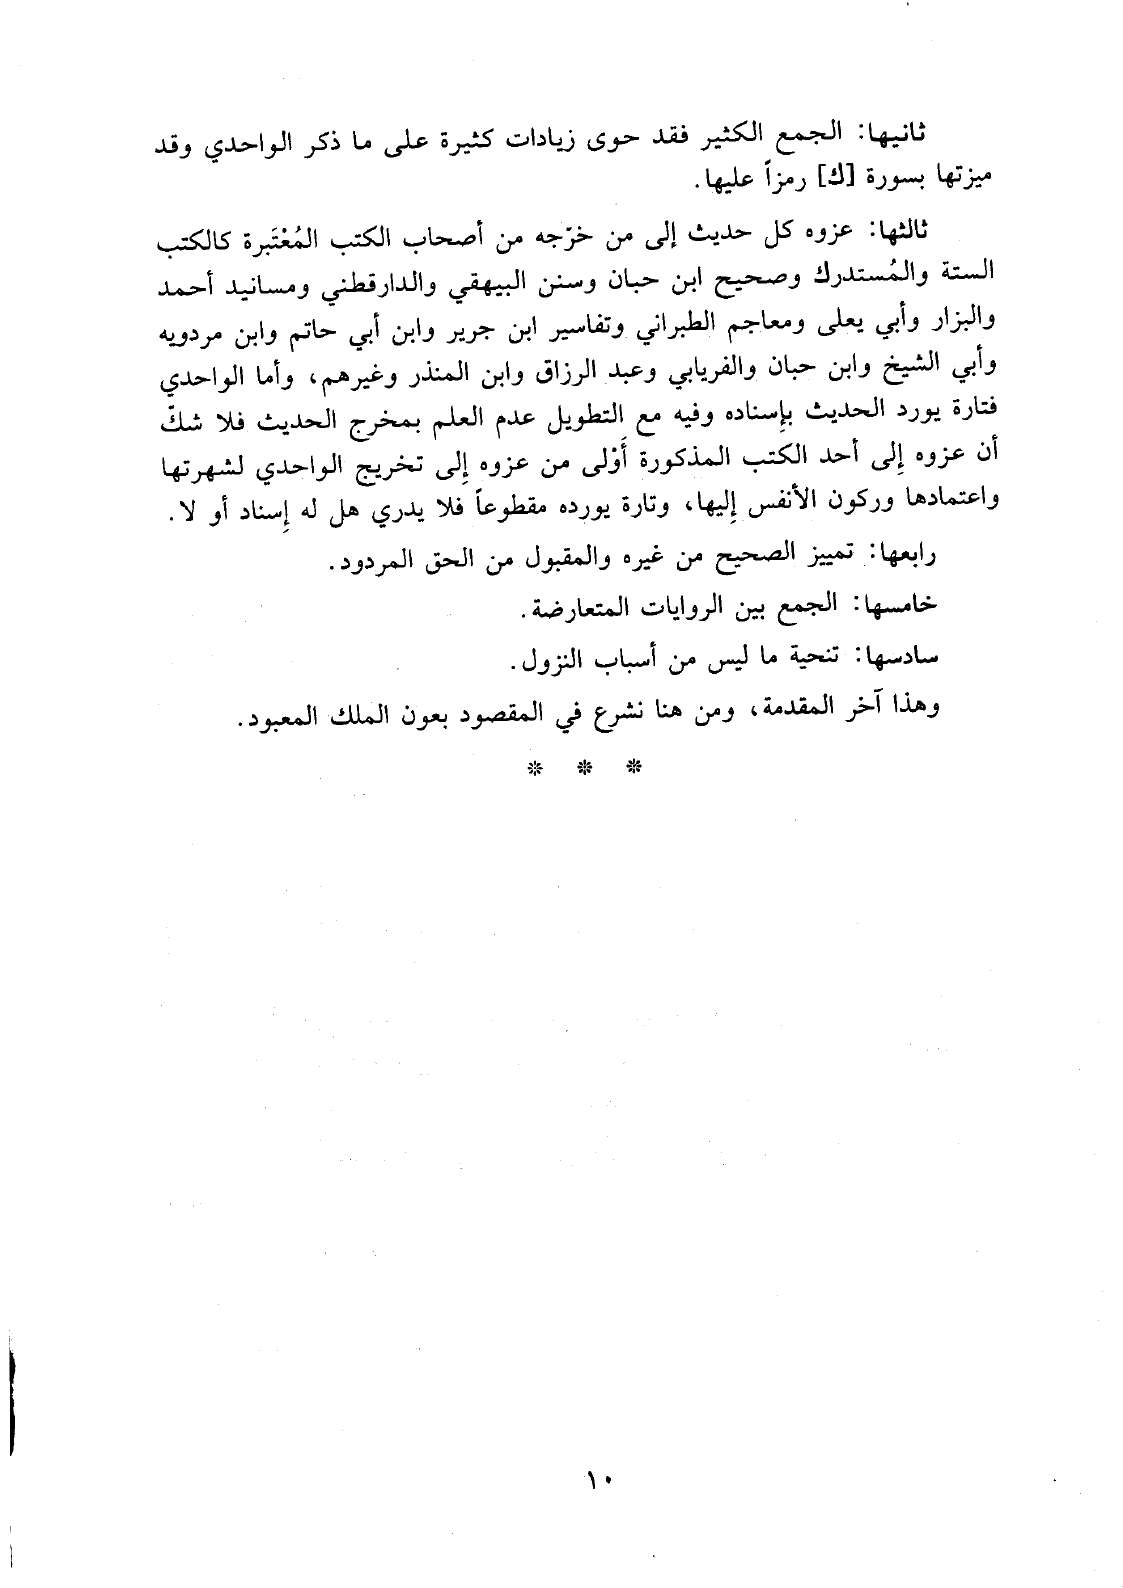 ثانيها: الجمع الكثير فقد حوى زيادات كثيرة على ما ذكر الواحدي وقد
ميزتها بسورة [ك] رمزاً عليها.
ثالثها: عزوه كل حديث إلى من خرّجه من أصحاب الكتب المُعْتَبرة كالكتب
الستة والمُستدرك وصحيح ابن حبان وسنن البيهقي والدارقطني ومسانيد أحمد
والبزار وأبي يعلى ومعاجم الطبراني وتفاسير ابن جرير وابن أبي حاتم وابن مردويه
وأبي الشيخ وابن حبان والفريابي وعبد الرزاق وابن المنذر وغيرهم، وأما الواحدي
فتارة يورد الحديث بإسناده وفيه مع التطويل عدم العلم بمخرج الحديث فلا شكّ
أن عزوه إلى أحد الكتب المذكورة أَوْلى من عزوه إلى تخريج الواحدي لشهرتها
واعتمادها وركون الأنفس إليها، وتارة يورده مقطوعاً فلا يدري هل له إسناد أو لا.
رابعها: تمييز الصحيح من غيره والمقبول من الحق المردود.
خامسها: الجمع بين الروايات المتعارضة.
سادسها: تنحية ما ليس من أسباب النزول.
وهذا آخر المقدمة، ومن هنا نشرع في المقصود بعون الملك المعبود.
* * *
١٠